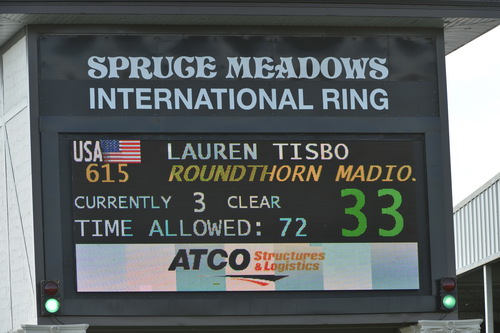 SPRUCE MEADOWS
INTERNATIONAL RING
USA LAUREN TISBO
615 ROUNDTHORN MADIO.
CURRENTLY 3 CLEAR
TIME ALLOWED: 72 33
ATCO Structures
& Logistics